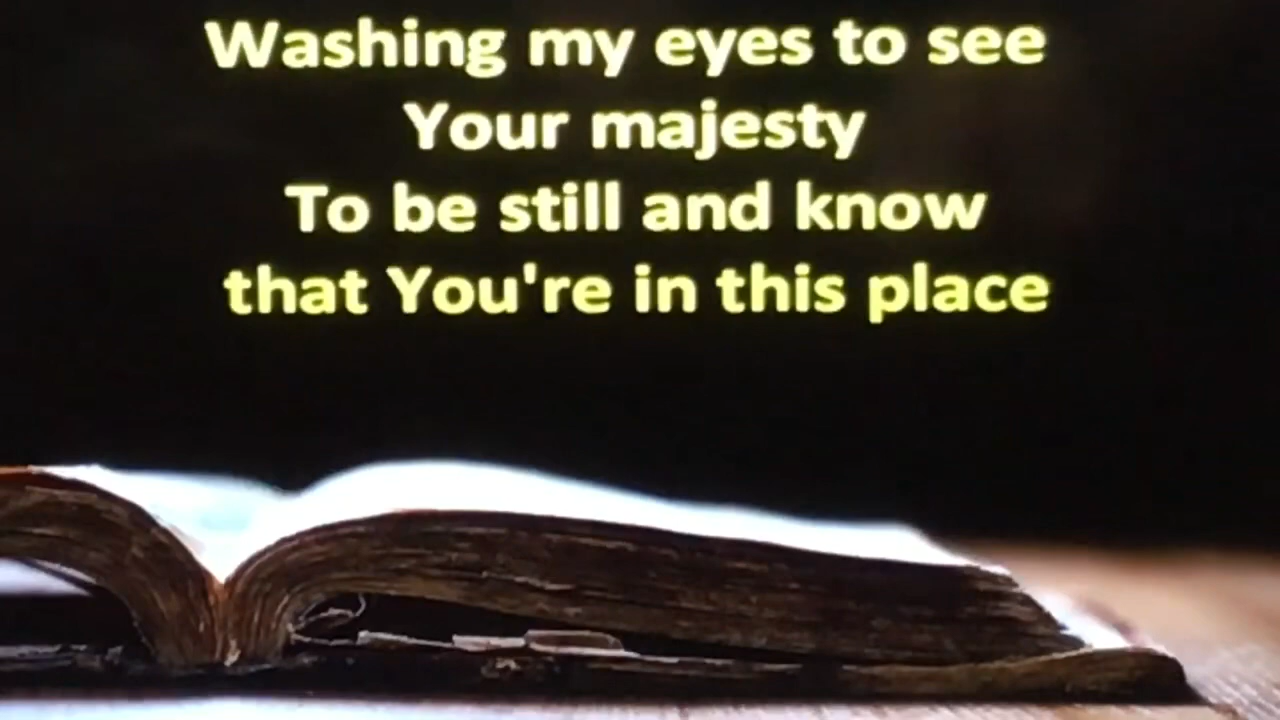 Washing my eyes to see
Your majesty
To be still and know
that You're in this place